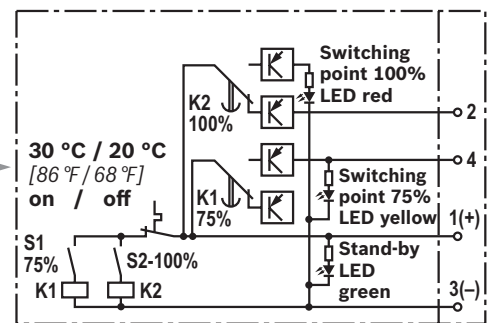 Switching
point 100%
LED red
K2
100%
2
30 °C / 20 °C
[86 °F / 68 °F]
on / off
4
Switching
point 75%
LED yellow
K1
75%
1(+)
S1
75%
S2-100%
Stand-by
LED
green
K1
K2
3(–)